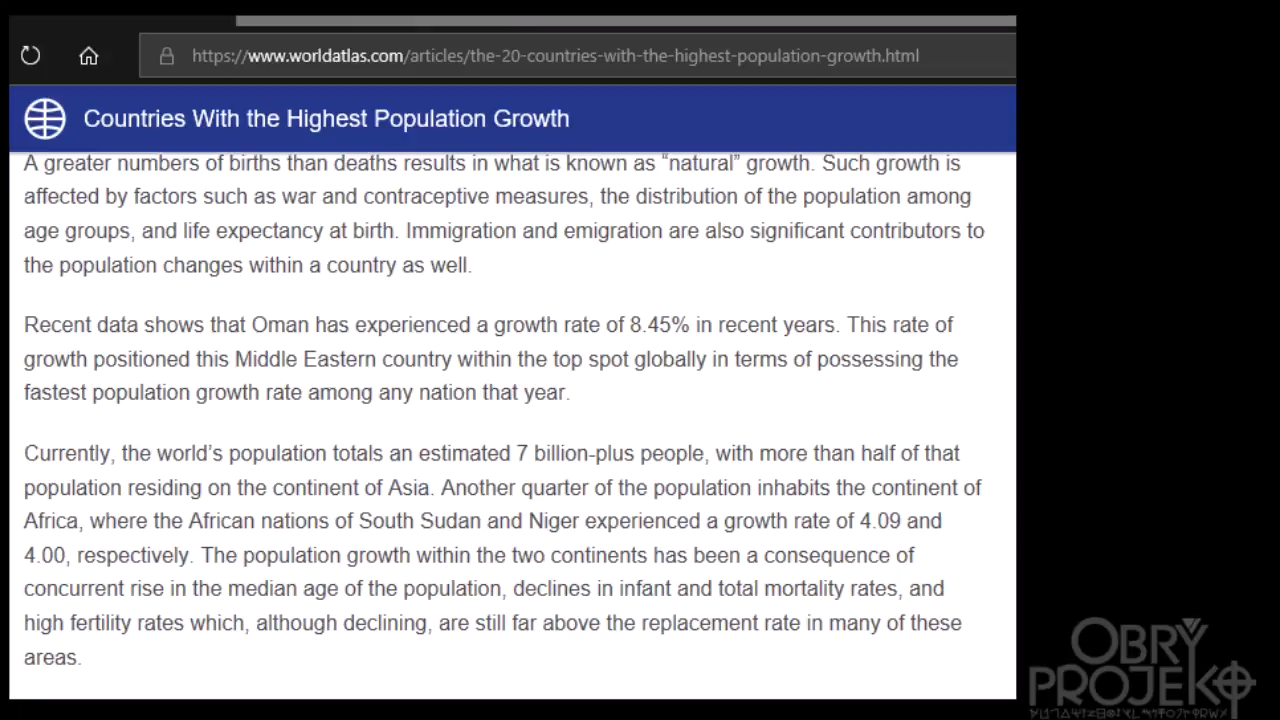 https://www.worldatlas.com/articles/the-20-countries-with-the-highest-population-growth.html
Countries With the Highest Population Growth
A greater numbers of births than deaths results in what is known as “natural” growth. Such growth is
affected by factors such as war and contraceptive measures, the distribution of the population among
age groups, and life expectancy at birth. Immigration and emigration are also significant contributors to
the population changes within a country as well.
Recent data shows that Oman has experienced a growth rate of 8.45% in recent years. This rate of
growth positioned this Middle Eastern country within the top spot globally in terms of possessing the
fastest population growth rate among any nation that year.
Currently, the world’s population totals an estimated 7 billion-plus people, with more than half of that
population residing on the continent of Asia. Another quarter of the population inhabits the continent of
Africa, where the African nations of South Sudan and Niger experienced a growth rate of 4.09 and
4.00, respectively. The population growth within the two continents has been a consequence of
concurrent rise in the median age of the population, declines in infant and total mortality rates, and
high fertility rates which, although declining, are still far above the replacement rate in many of these
areas.
OBRY
PROJEKT